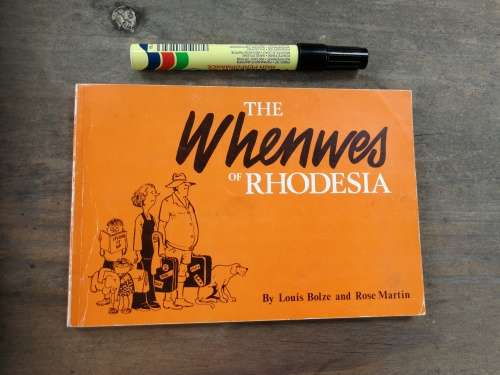 THE
Whenwes
OF RHODESIA
By Louis Bolze and Rose Martin